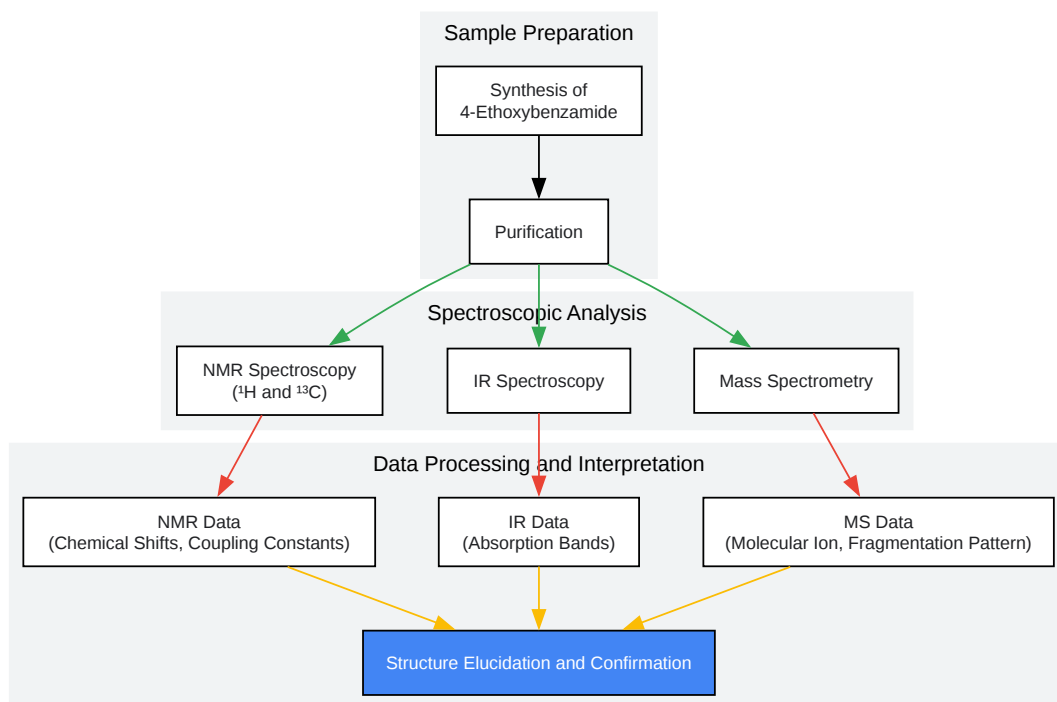 Sample Preparation
Synthesis of
4-Ethoxybenzamide
Purification
Spectroscopic Analysis
NMR Spectroscopy
(¹H and ¹³C)
IR Spectroscopy
Mass Spectrometry
Data Processing and Interpretation
NMR Data
(Chemical Shifts, Coupling Constants)
IR Data
(Absorption Bands)
MS Data
(Molecular Ion, Fragmentation Pattern)
Structure Elucidation and Confirmation